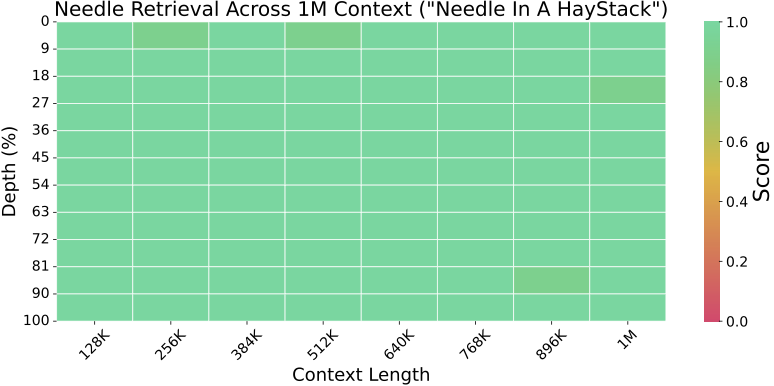 Needle Retrieval Across 1M Context ("Needle In A HayStack")
0
9
18
27
36
45
54
63
72
81
90
100
Depth (%)
128K
256K
384K
512K
640K
768K
896K
1M
Context Length
1.0
0.8
0.6
0.4
0.2
0.0
Score